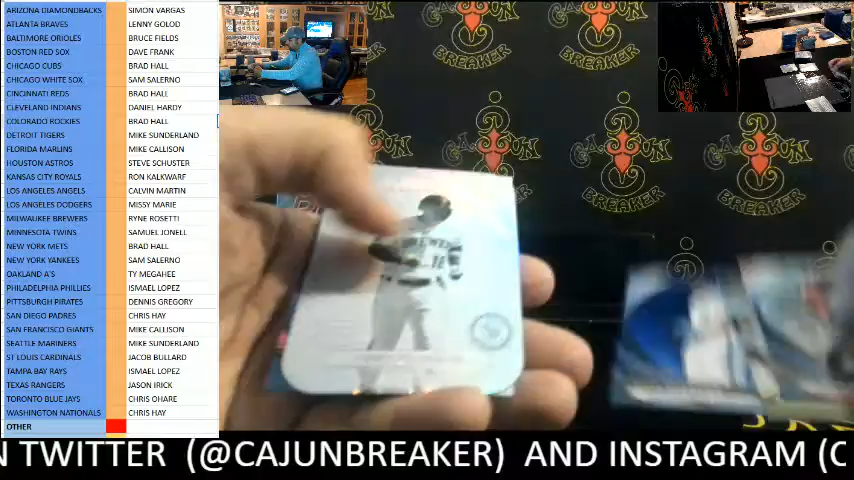 ARIZONA DIAMONDBACKS SIMON VARGAS
ATLANTA BRAVES LENNY GOLOD
BALTIMORE ORIOLES BRUCE FIELDS
BOSTON RED SOX DAVE FRANK
CHICAGO CUBS BRAD HALL
CHICAGO WHITE SOX SAM SALERNO
CINCINNATI REDS BRAD HALL
CLEVELAND INDIANS DANIEL HARDY
COLORADO ROCKIES BRAD HALL
DETROIT TIGERS MIKE SUNDERLAND
FLORIDA MARLINS MIKE CALLISON
HOUSTON ASTROS STEVE SCHUSTER
KANSAS CITY ROYALS RON KALKWARF
LOS ANGELES ANGELS CALVIN MARTIN
LOS ANGELES DODGERS MISSY MARIE
MILWAUKEE BREWERS RYNE ROSETTI
MINNESOTA TWINS SAMUEL JONELL
NEW YORK METS BRAD HALL
NEW YORK YANKEES SAM SALERNO
OAKLAND A'S TY MEGAHEE
PHILADELPHIA PHILLIES ISMAEL LOPEZ
PITTSBURGH PIRATES DENNIS GREGORY
SAN DIEGO PADRES CHRIS HAY
SAN FRANCISCO GIANTS MIKE CALLISON
SEATTLE MARINERS MIKE SUNDERLAND
ST LOUIS CARDINALS JACOB BULLARD
TAMPA BAY RAYS ISMAEL LOPEZ
TEXAS RANGERS JASON IRICK
TORONTO BLUE JAYS CHRIS OHARE
WASHINGTON NATIONALS CHRIS HAY
OTHER
BREAKER
BREAKER
CAJUN
BREAKER
BREAKER
N TWITTER (@CAJUNBREAKER) AND INSTAGRAM (C